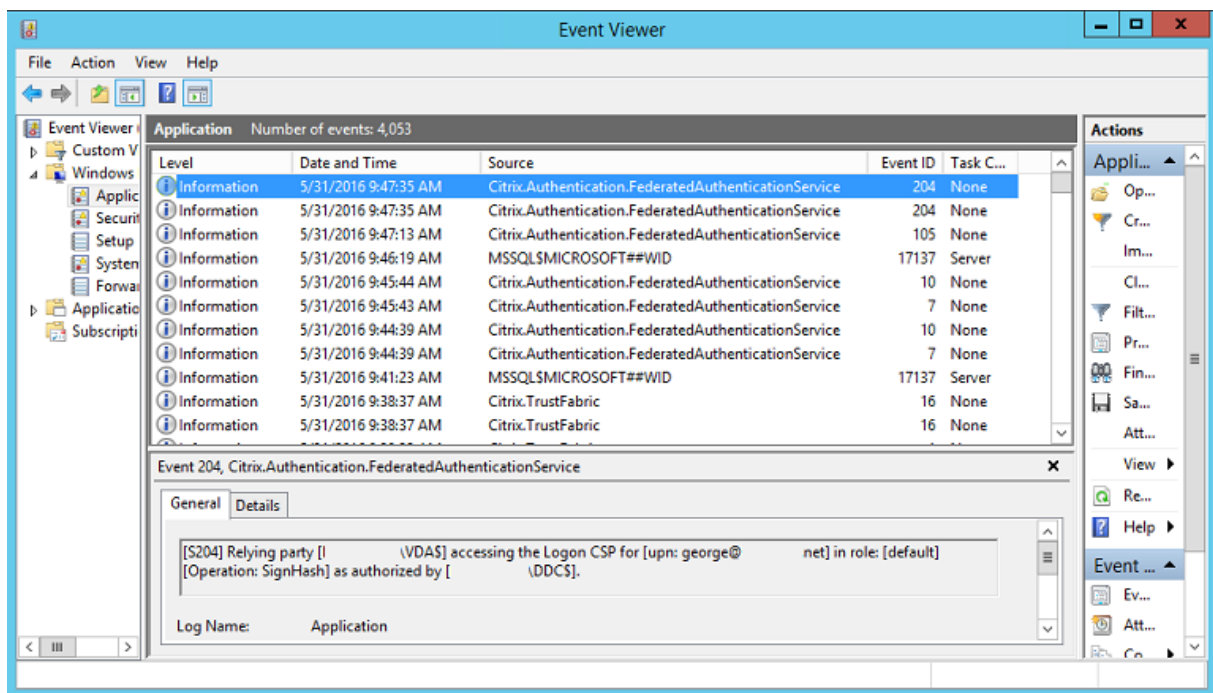 Event Viewer
File Action View Help
Event Viewer
Custom V
Windows
Applic
Securit
Setup
System
Forwar
Applicatio
Subscripti
Application Number of events: 4,053
Level Date and Time Source Event ID Task C...
Information 5/31/2016 9:47:35 AM Citrix.Authentication.FederatedAuthenticationService 204 None
Information 5/31/2016 9:47:35 AM Citrix.Authentication.FederatedAuthenticationService 204 None
Information 5/31/2016 9:47:13 AM Citrix.Authentication.FederatedAuthenticationService 105 None
Information 5/31/2016 9:46:19 AM MSSQL$MICROSOFT##WID 17137 Server
Information 5/31/2016 9:45:44 AM Citrix.Authentication.FederatedAuthenticationService 10 None
Information 5/31/2016 9:45:43 AM Citrix.Authentication.FederatedAuthenticationService 7 None
Information 5/31/2016 9:44:39 AM Citrix.Authentication.FederatedAuthenticationService 10 None
Information 5/31/2016 9:44:39 AM Citrix.Authentication.FederatedAuthenticationService 7 None
Information 5/31/2016 9:41:23 AM MSSQL$MICROSOFT##WID 17137 Server
Information 5/31/2016 9:38:37 AM Citrix.TrustFabric 16 None
Information 5/31/2016 9:38:37 AM Citrix.TrustFabric 16 None
Event 204, Citrix.Authentication.FederatedAuthenticationService
General Details
[S204] Relying party [I \VDA$] accessing the Logon CSP for [upn: george@ net] in role: [default]
[Operation: SignHash] as authorized by [ \DDC$].
Log Name: Application
Actions
Appli...
Op...
Cr...
Im...
Cl...
Filt...
Pr...
Fin...
Sa...
Att...
View
Re...
Help
Event ...
Ev...
Att...
Co